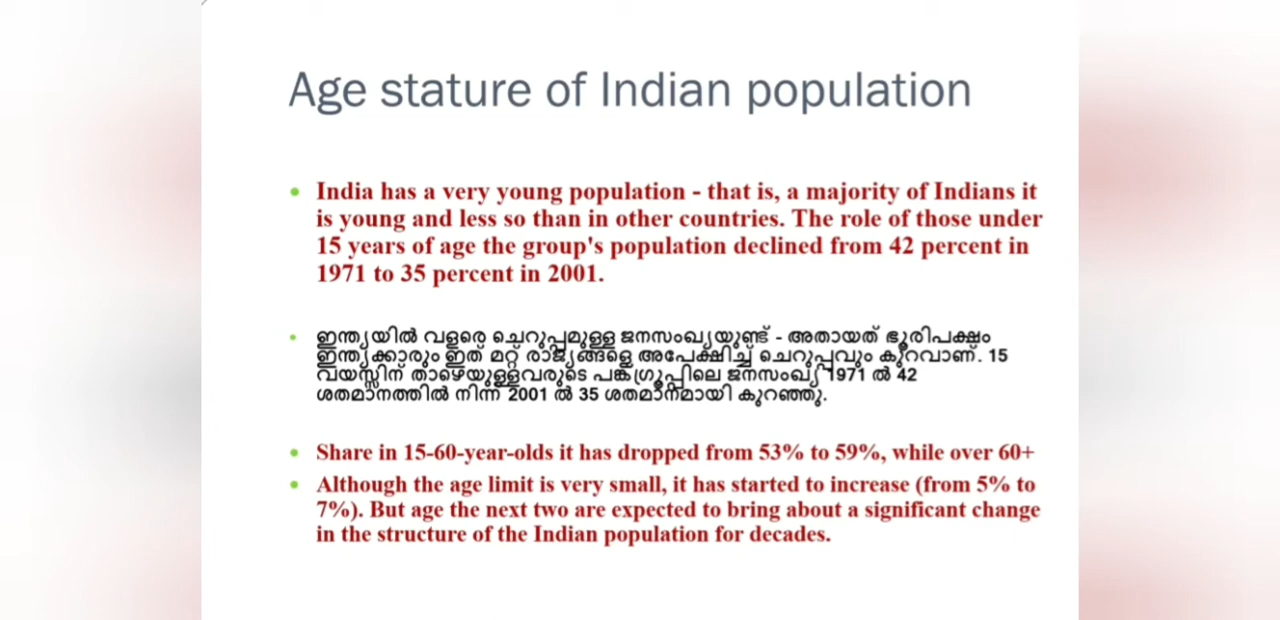 Age stature of Indian population
• India has a very young population - that is, a majority of Indians it
is young and less so than in other countries. The role of those under
15 years of age the group's population declined from 42 percent in
1971 to 35 percent in 2001.
• ഇന്ത്യയിൽ വളരെ ചെറുപ്പമുള്ള ജനസംഖ്യയുണ്ട് - അതായത് ഭൂരിപക്ഷം
ഇന്ത്യക്കാരും ഇത് മറ്റ് രാജ്യങ്ങളെ അപേക്ഷിച്ച് ചെറുപ്പവും കുറവാണ്. 15
വയസ്സിന് താഴെയുള്ളവരുടെ പങ്ക്ഗ്രൂപ്പിലെ ജനസംഖ്യ 1971 ൽ 42
ശതമാനത്തിൽ നിന്ന് 2001 ൽ 35 ശതമാനമായി കുറഞ്ഞു.
• Share in 15-60-year-olds it has dropped from 53% to 59%, while over 60+
• Although the age limit is very small, it has started to increase (from 5% to
7%). But age the next two are expected to bring about a significant change
in the structure of the Indian population for decades.